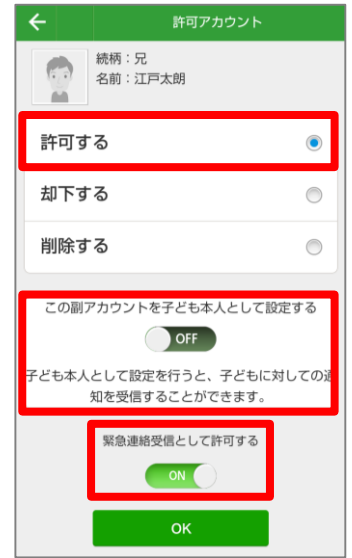 許可アカウント
続柄：兄
名前：江戸太朗
許可する
却下する
削除する
この副アカウントを子ども本人として設定する
OFF
子ども本人として設定を行うと、子どもに対しての通
知を受信することができます。
緊急連絡受信として許可する
ON
OK